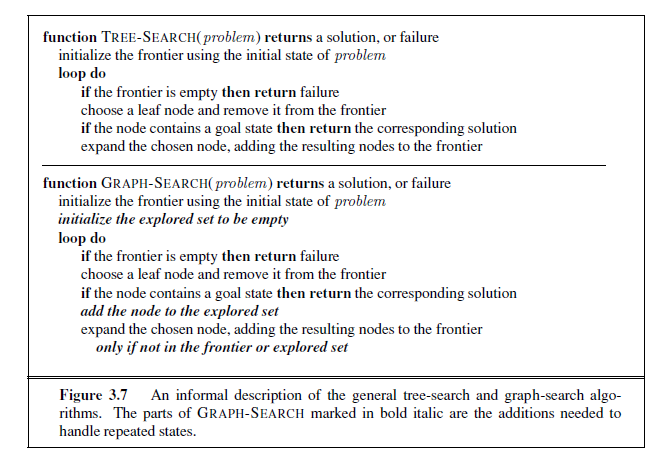 function TREE-SEARCH(problem) returns a solution, or failure
initialize the frontier using the initial state of problem
loop do
if the frontier is empty then return failure
choose a leaf node and remove it from the frontier
if the node contains a goal state then return the corresponding solution
expand the chosen node, adding the resulting nodes to the frontier
function GRAPH-SEARCH(problem) returns a solution, or failure
initialize the frontier using the initial state of problem
initialize the explored set to be empty
loop do
if the frontier is empty then return failure
choose a leaf node and remove it from the frontier
if the node contains a goal state then return the corresponding solution
add the node to the explored set
expand the chosen node, adding the resulting nodes to the frontier
only if not in the frontier or explored set
Figure 3.7 An informal description of the general tree-search and graph-search algo-
rithms. The parts of GRAPH-SEARCH marked in bold italic are the additions needed to
handle repeated states.